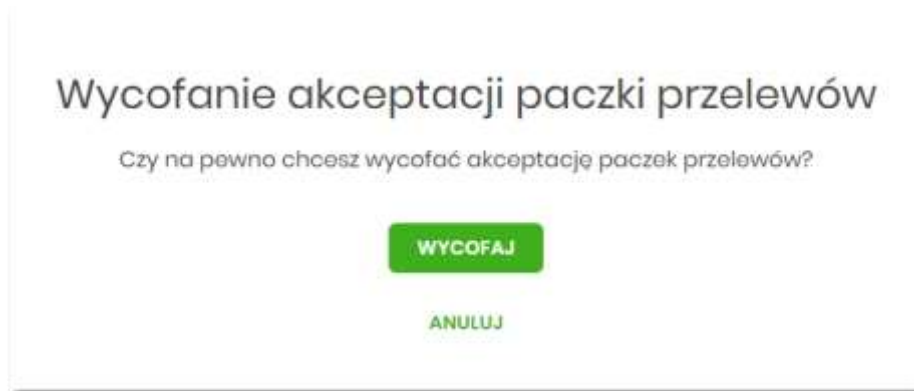 Wycofanie akceptacji paczki przelewów
Czy na pewno chcesz wycofać akceptację paczek przelewów?
WYCOFAJ
ANULUJ